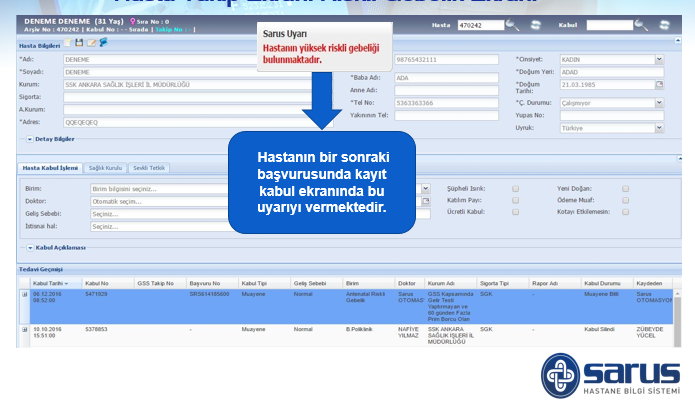 DENEME DENEME (31 Yaş) Sıra No : 0
Arşiv No : 470242 | Kabul No : -- Sırada | Takip No : - |
Hasta 470242
Kabul
Sarus Uyarı
Hastanın yüksek riskli gebeliği
bulunmaktadır.
Hasta Bilgileri
*Adı: DENEME 98765432111 *Cinsiyet: KADIN
*Soyadı: DENEME *Baba Adı: ADA *Doğum Yeri: ADAD
Kurum: SSK ANKARA SAĞLIK İŞLERİ İL MÜDÜRLÜĞÜ Anne Adı: *Doğum Tarihi: 21.03.1985
Sigorta: *Tel No: 5363363366 *Ç. Durumu: Çalışmıyor
A.Kurum: Yakınının Tel: Yupas No:
*Adres: QQEQEQEQ Uyruk: Türkiye
Detay Bilgiler
Hastanın bir sonraki
başvurusunda kayıt
kabul ekranında bu
uyarıyı vermektedir.
Hasta Kabul İşlemi Sağlık Kurulu Sevkli Tetkik
Birim: Birim bilgisini seçiniz... Şüpheli Isırık: Yeni Doğan:
Doktor: Otomatik seçim... Katılım Payı: Ödeme Muaf:
Geliş Sebebi: Seçiniz... Ücretli Kabul: Kotayı Etkilemesin:
İstisnai hal: Seçiniz...
Kabul Açıklaması
Tedavi Geçmişi
Kabul Tarihi Kabul No GSS Takip No Başvuru No Kabul Tipi Geliş Sebebi Birim Doktor Kurum Adı Sigorta Tipi Rapor Adı Kabul Durumu Kaydeden
06.12.2016 5471928 SRS614185600 Muayene Normal Antenatal Riskli Sarus GSS Kapsamında SGK - Muayene Bitti Sarus
08:52:00 Gebelik OTOMAS Gelir Testi OTOMASYON
Yaptırmayan ve
60 günden Fazla
Prim Borcu Olan
10.10.2016 5378853 - Muayene Normal B.Poliklinik NAFİYE SSK ANKARA SGK - Kabul Silindi ZÜBEYDE
15:51:00 YILMAZ SAĞLIK İŞLERİ İL YÜCEL
MÜDÜRLÜĞÜ
sarus
HASTANE BİLGİ SİSTEMİ